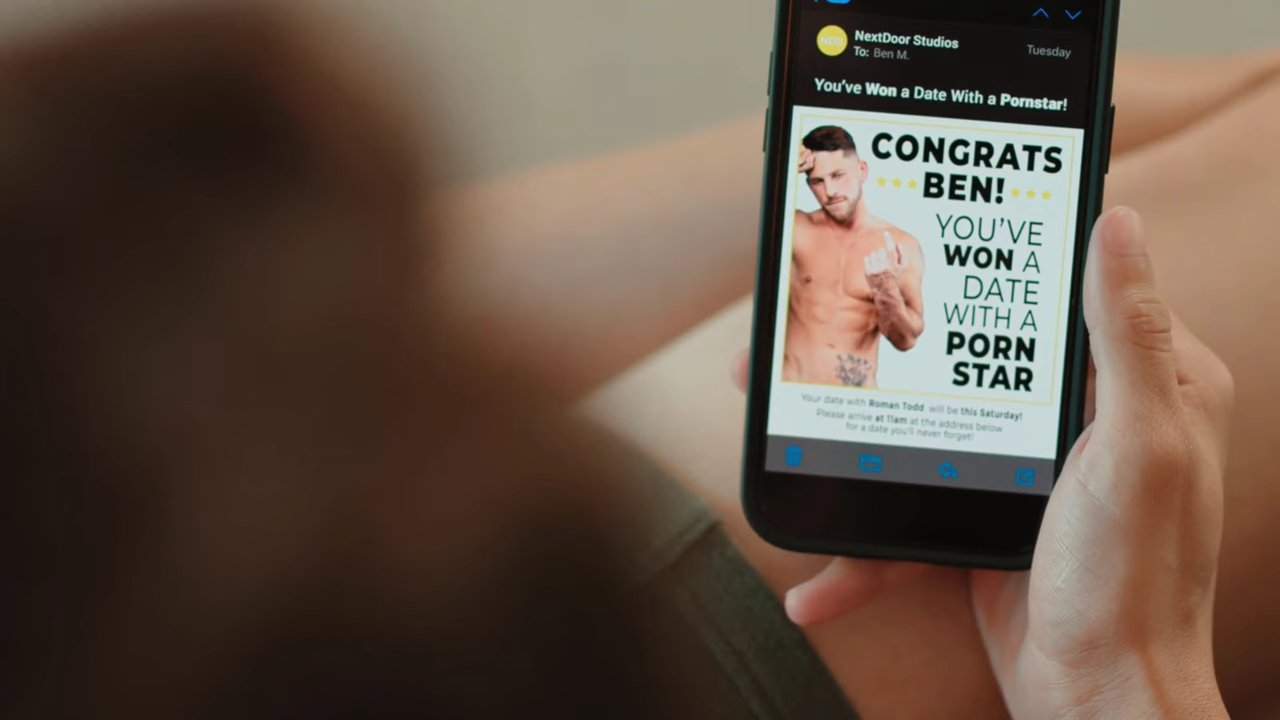 NextDoor Studios
Tuesday
To: Ben M.
You've Won a Date With a Pornstar!
CONGRATS
BEN!
YOU'VE
WON A
DATE
WITH A
PORN
STAR
Your date with Roman Todd will be this Saturday!
Please arrive at 11am at the address below
for a date you'll never forget!